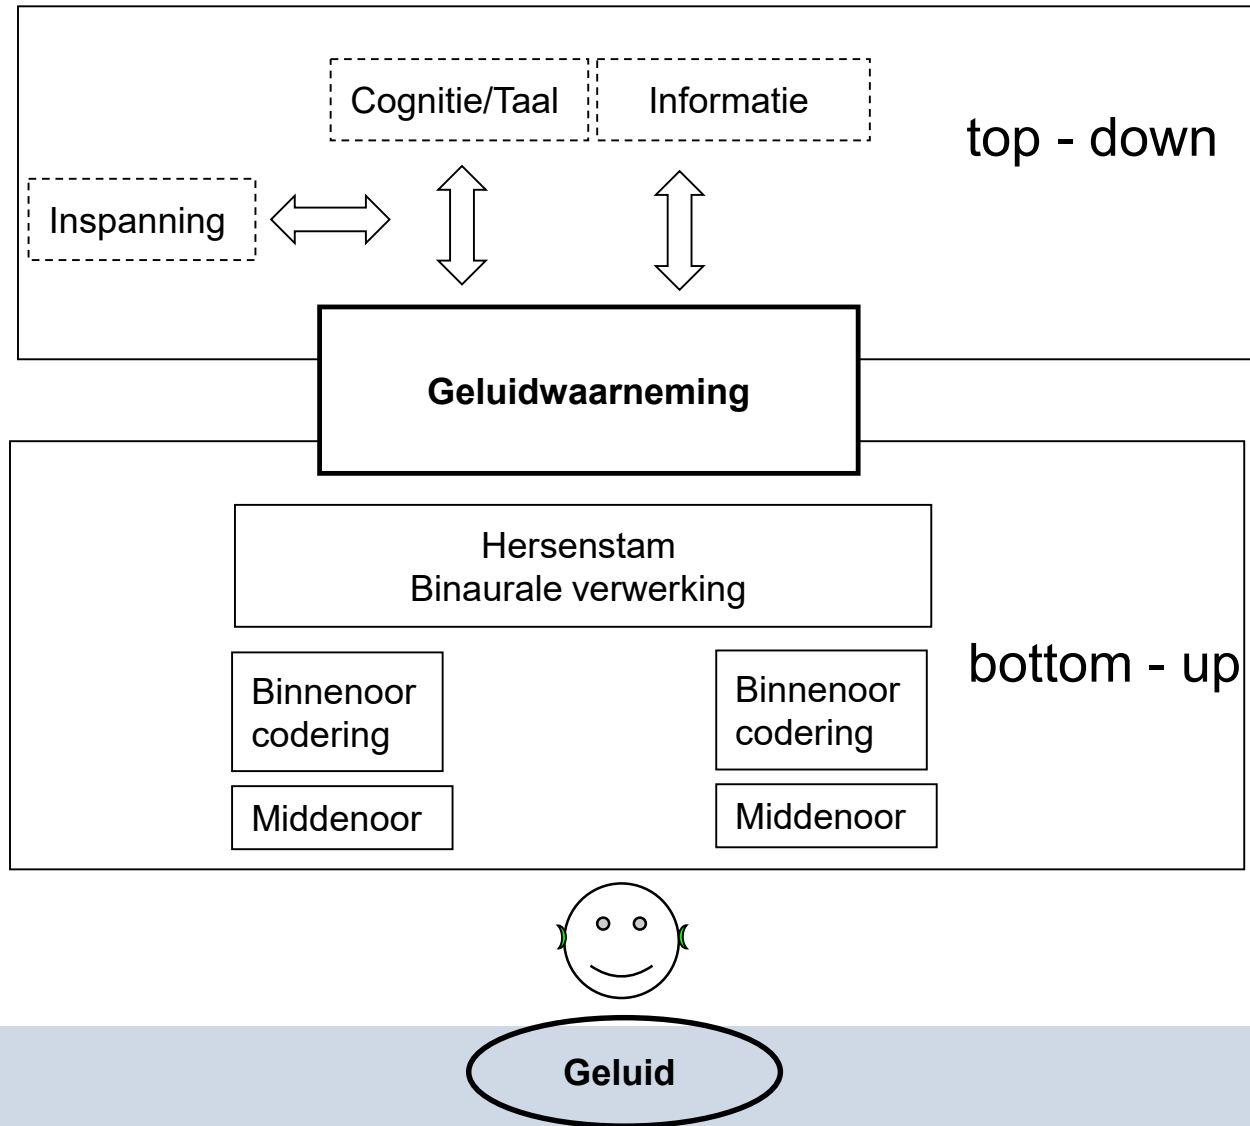 Cognitie/Taal
Informatie
top - down
Inspanning
Geluidwaarneming
Hersenstam
Binaurale verwerking
bottom - up
Binnenoor
codering
Binnenoor
codering
Middenoor
Middenoor
Geluid